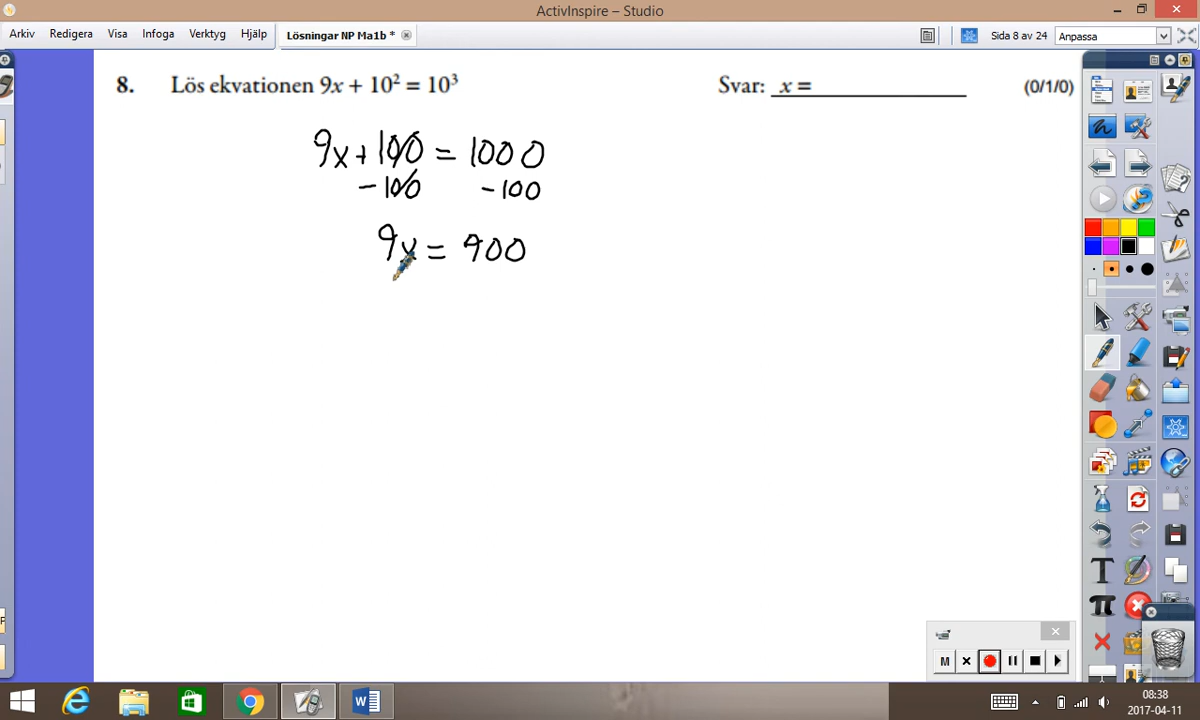 ActivInspire – Studio
Arkiv Redigera Visa Infoga Verktyg Hjälp Lösningar NP Ma1b * Sida 8 av 24 Anpassa
8. Lös ekvationen 9x + 10² = 10³ Svar: x = (0/1/0)
9x + 100 = 1000
- 100 - 100
9x = 900
M
08:38
2017-04-11